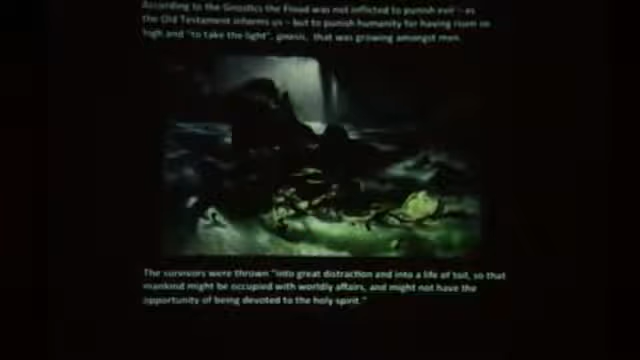 According to the Gnostics the Flood was not inflicted to punish evil – as
the Old Testament informs us – but to punish humanity for having risen so
high and "to take the light", gnosis, that was growing amongst men.
The survivors were thrown "into great distraction and into a life of toil, so that
mankind might be occupied with worldly affairs, and might not have the
opportunity of being devoted to the holy spirit."